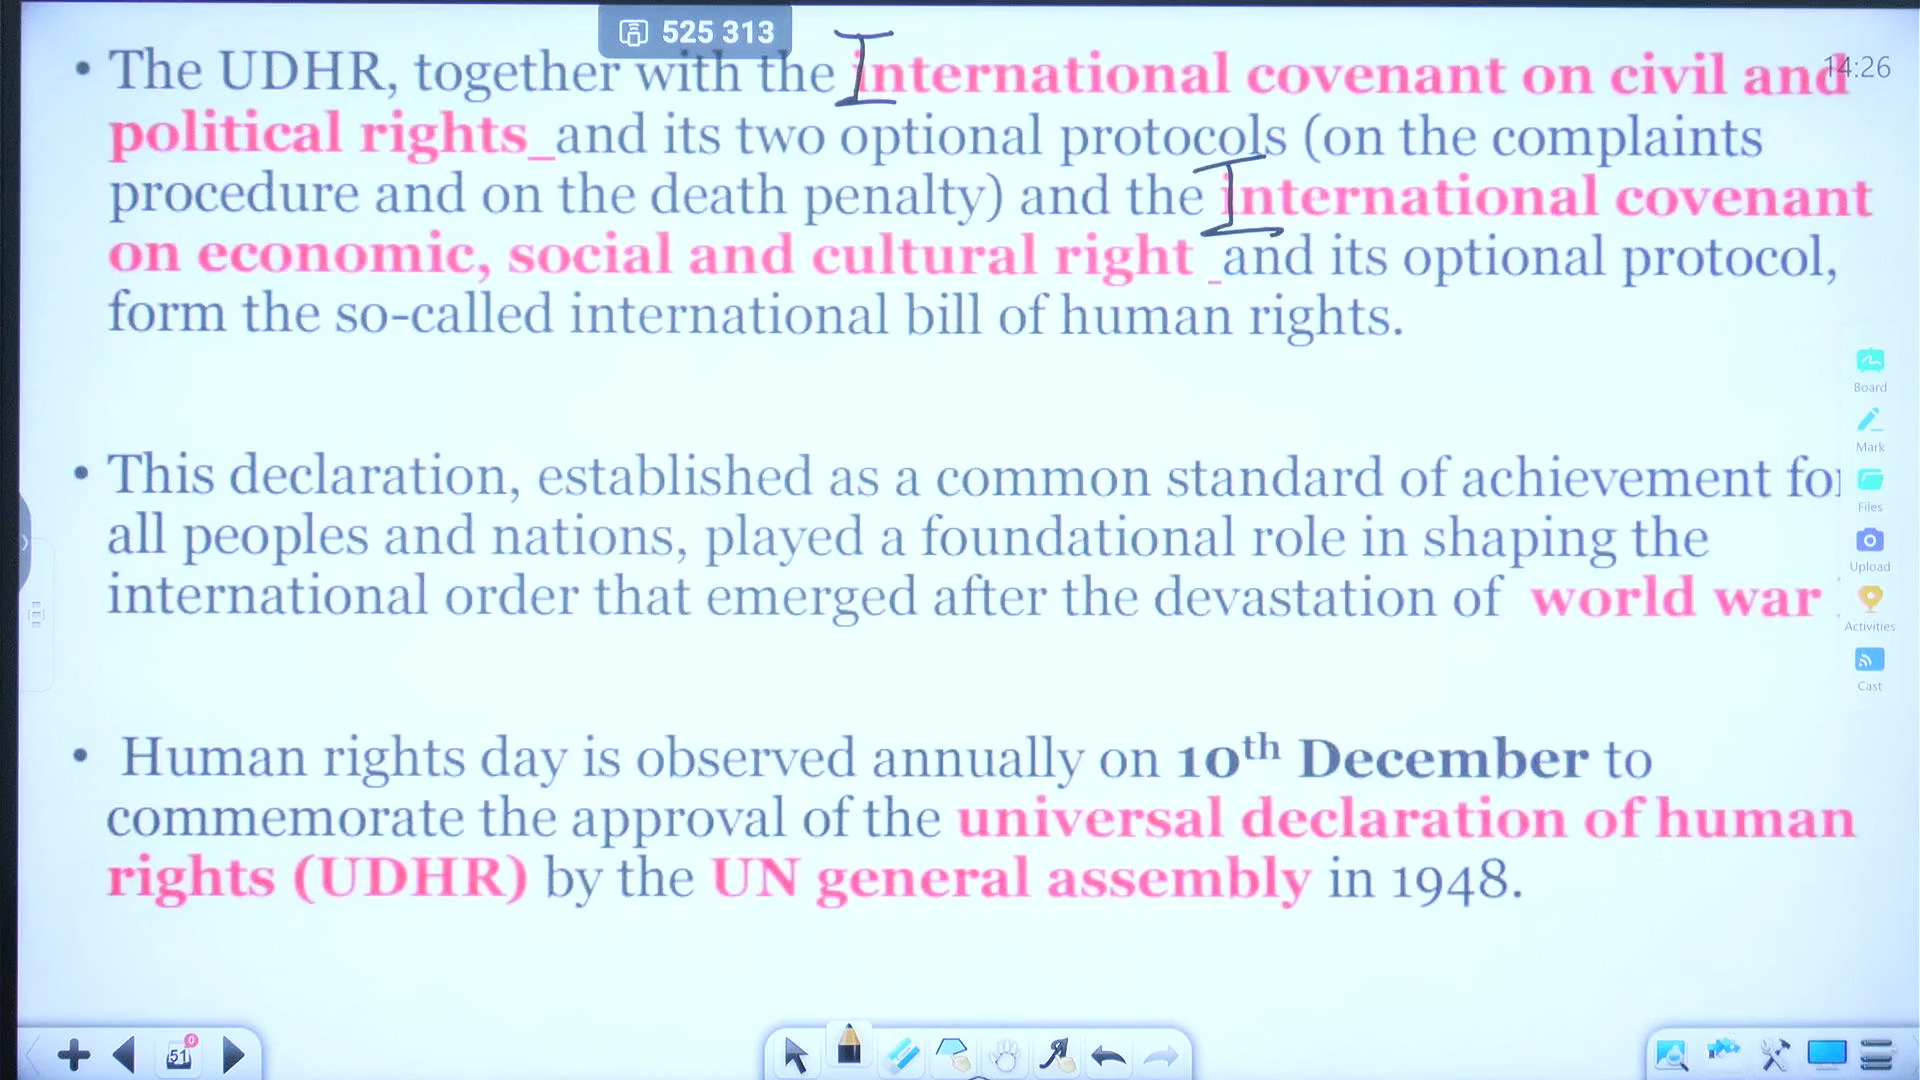 525 313
14:26
• The UDHR, together with the International covenant on civil and
political rights and its two optional protocols (on the complaints
procedure and on the death penalty) and the International covenant
on economic, social and cultural right and its optional protocol,
form the so-called international bill of human rights.
• This declaration, established as a common standard of achievement for
all peoples and nations, played a foundational role in shaping the
international order that emerged after the devastation of world war
• Human rights day is observed annually on 10th December to
commemorate the approval of the universal declaration of human
rights (UDHR) by the UN general assembly in 1948.
Board
Mark
Files
Upload
Activities
Cast
51
0